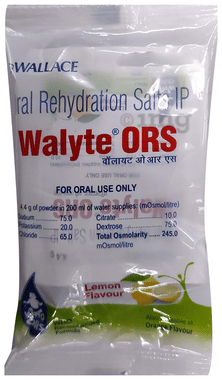 WALLACE
ral Rehydration Salts IP
Walyte® ORS
वॉलायट ओ आर एस
FOR ORAL USE ONLY
4.4 g of powder in 200 ml of water supplies: (mOsmol/litre)
Sodium 75.0 Citrate 10.0
Potassium 20.0 Dextrose 75.0
Chloride 65.0 Total Osmolarity 245.0
(mOsmol/litre)
Lemon
Flavour
Orange Flavour